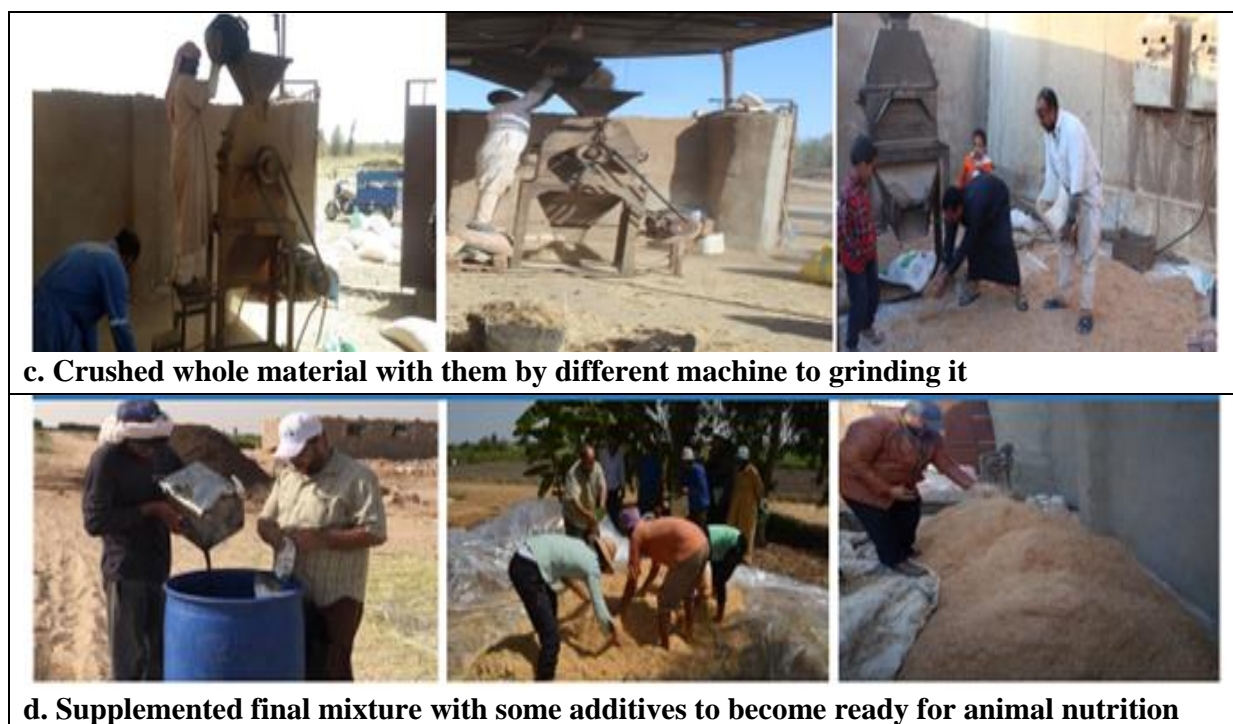 c. Crushed whole material with them by different machine to grinding it
d. Supplemented final mixture with some additives to become ready for animal nutrition